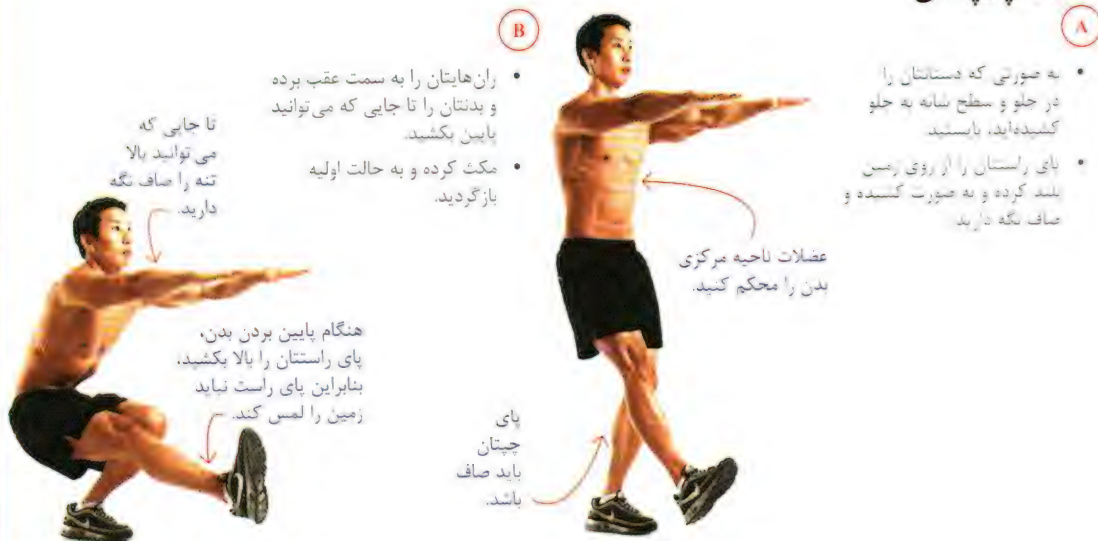 A
• به صورتی که دستانتان را
در جلو و سطح شانه به جلو
کشیده‌اید، بایستید.
• پای راستتان را از روی زمین
بلند کرده و به صورت کشیده و
صاف نگه دارید.
عضلات ناحیه مرکزی
بدن را محکم کنید.
پای
چپتان
باید صاف
باشد.
B
• ران‌هایتان را به سمت عقب برده
و بدنتان را تا جایی که می‌توانید
پایین بکشید.
• مکث کرده و به حالت اولیه
بازگردید.
تا جایی که
می‌توانید بالا
تنه را صاف نگه
دارید.
هنگام پایین بردن بدن،
پای راستتان را بالا بکشید،
بنابراین پای راست نباید
زمین را لمس کند.